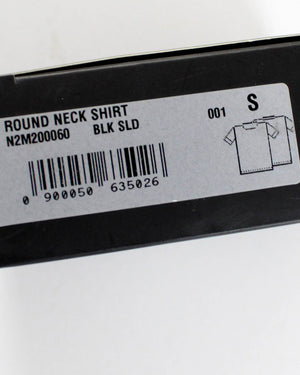 ROUND NECK SHIRT
N2M200060 BLK SLD 001 S
0 900050 635026